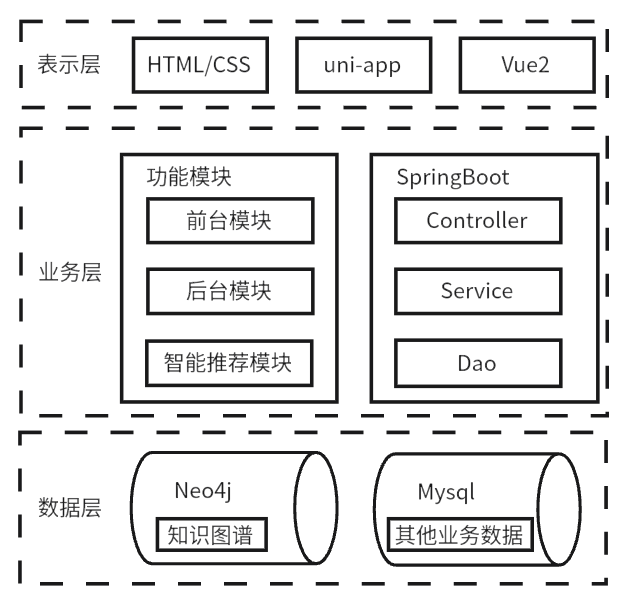 表示层
HTML/CSS
uni-app
Vue2
业务层
功能模块
前台模块
后台模块
智能推荐模块
SpringBoot
Controller
Service
Dao
数据层
Neo4j
知识图谱
Mysql
其他业务数据